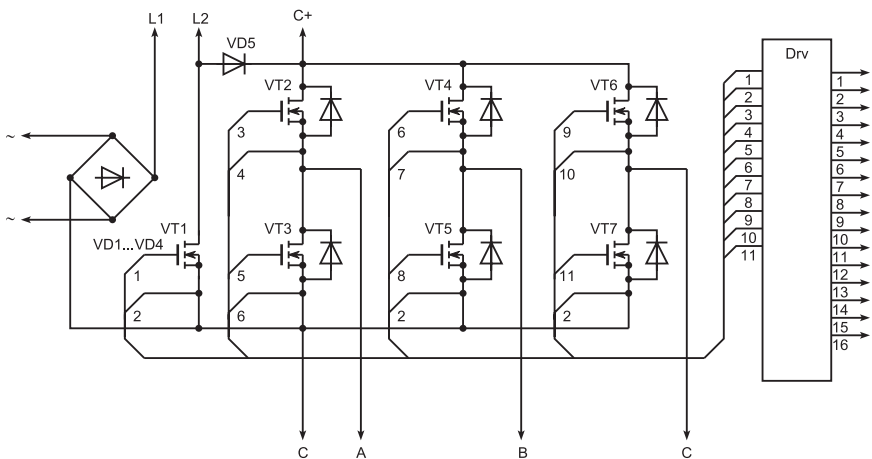 L1 L2 C+
VD5 Drv
VT2 VT4 VT6
1 1
2 2
3 6 9 3 3
~ 4 4
5 5
4 7 10 6 6
7 7
~ 8 8
VT1 VT3 VT5 VT7 9 9
VD1...VD4 10 10
11 11
1 5 8 11 12
13
2 6 2 2 14
15
16
C A B C